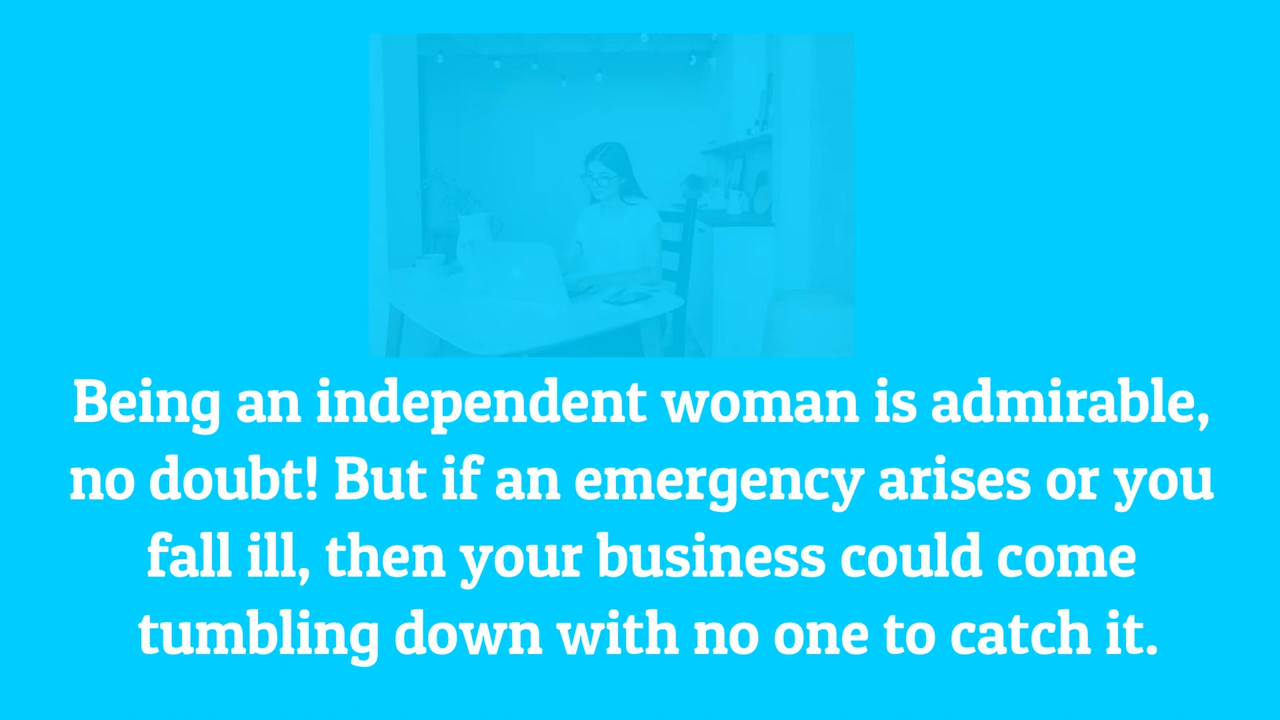 Being an independent woman is admirable,
no doubt! But if an emergency arises or you
fall ill, then your business could come
tumbling down with no one to catch it.